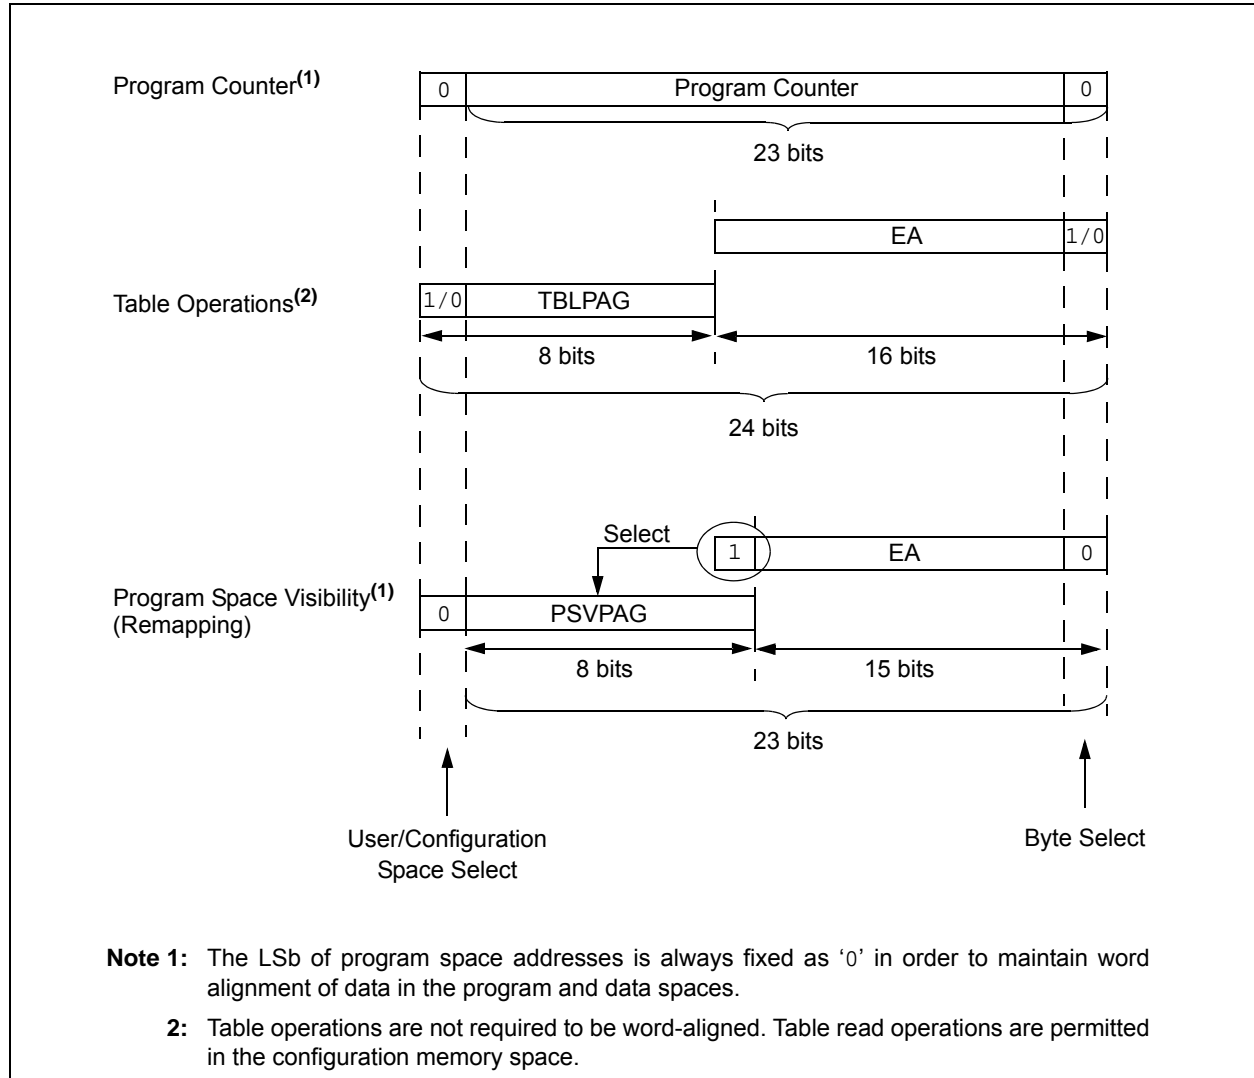 Program Counter(1)
0
Program Counter
0
23 bits
EA
1/0
Table Operations(2)
1/0
TBLPAG
8 bits
16 bits
24 bits
Select
1
EA
0
Program Space Visibility(1)
(Remapping)
0
PSVPAG
8 bits
15 bits
23 bits
User/Configuration
Space Select
Byte Select
Note 1: The LSb of program space addresses is always fixed as ‘0’ in order to maintain word
alignment of data in the program and data spaces.
2: Table operations are not required to be word-aligned. Table read operations are permitted
in the configuration memory space.